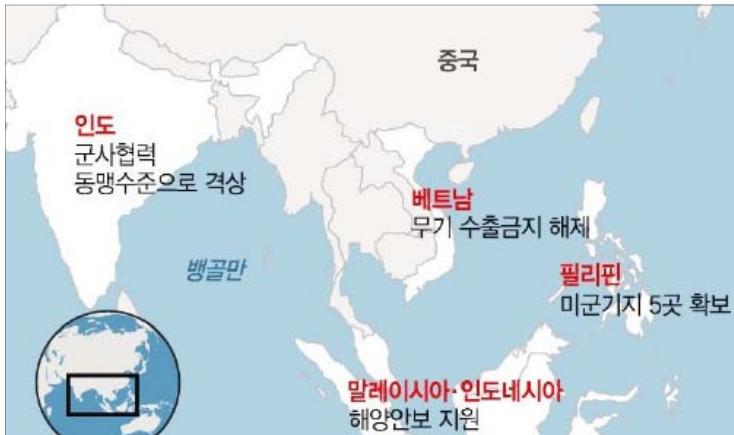 중국
인도
군사협력
동맹수준으로 격상
베트남
무기 수출금지 해제
뱅골만
필리핀
미군기지 5곳 확보
말레이시아·인도네시아
해양안보 지원